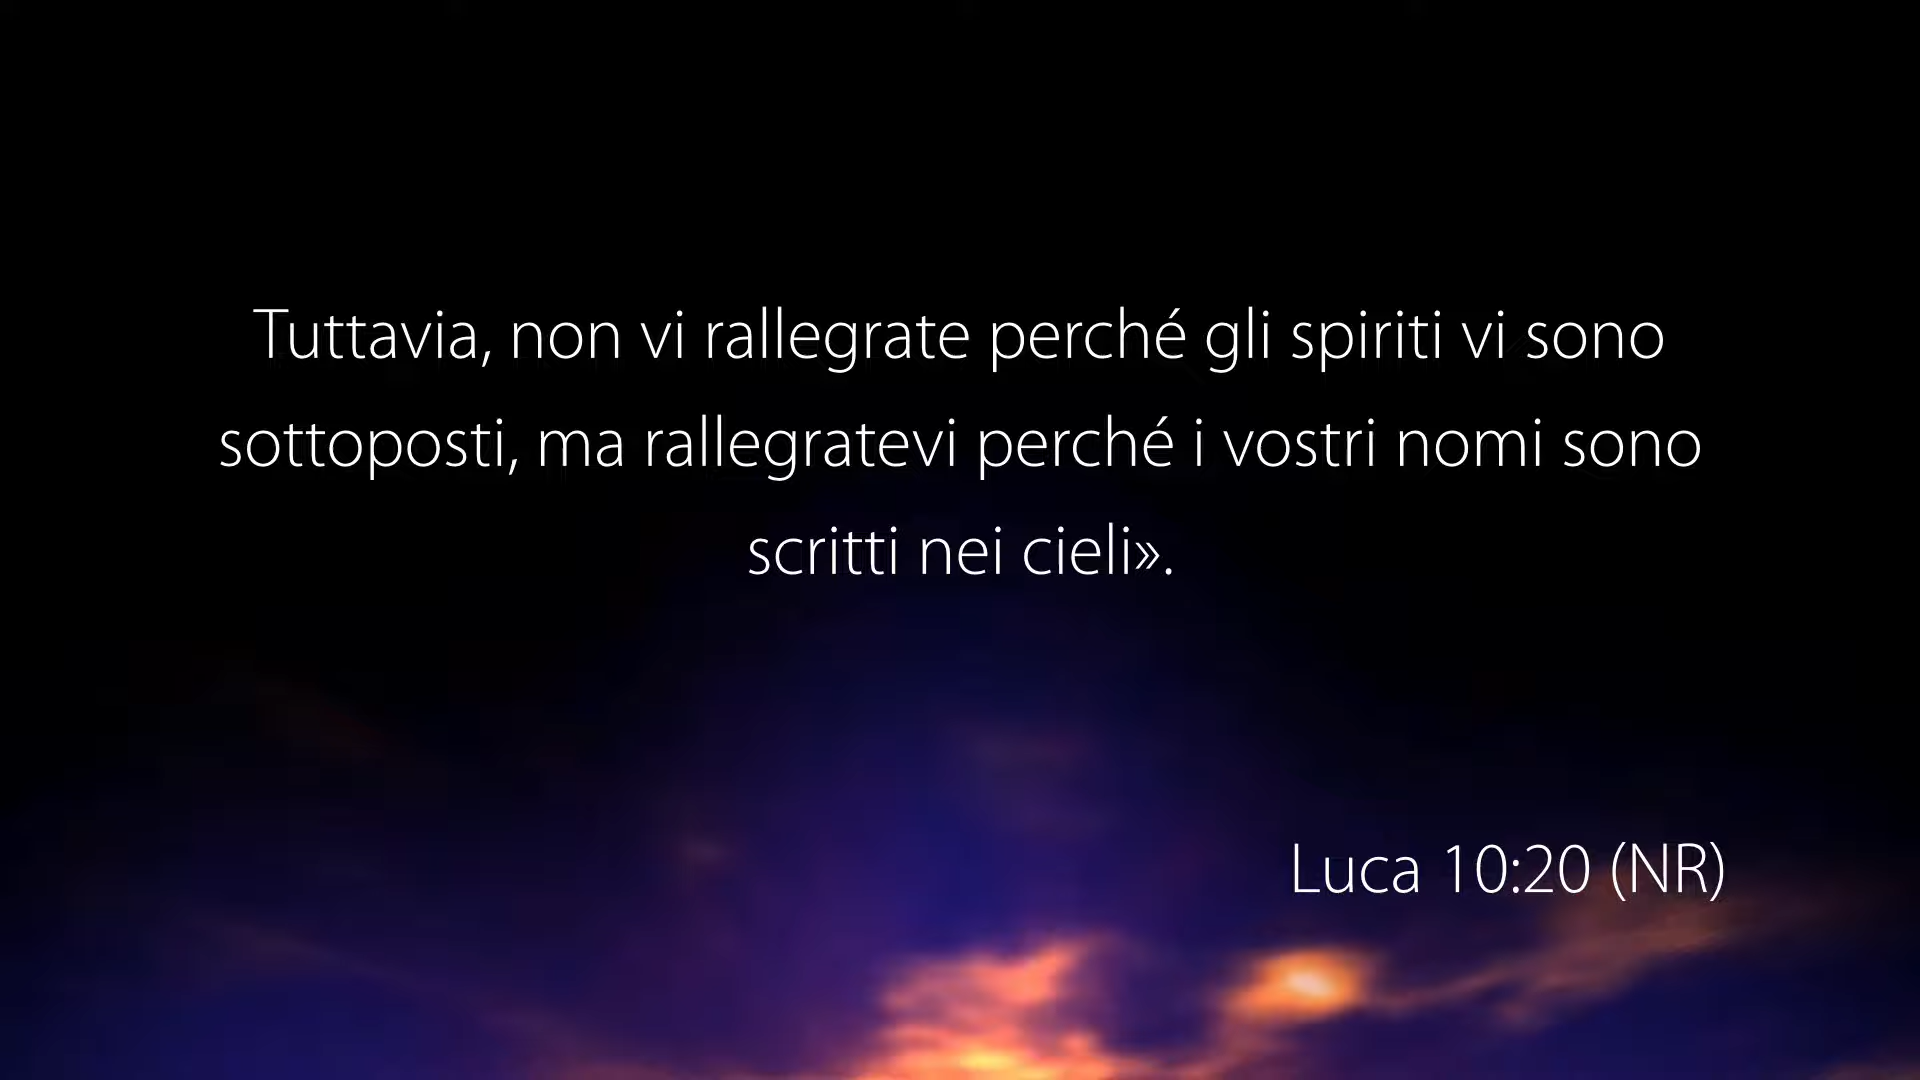 Tuttavia, non vi rallegrate perché gli spiriti vi sono
sottoposti, ma rallegratevi perché i vostri nomi sono
scritti nei cieli».
Luca 10:20 (NR)